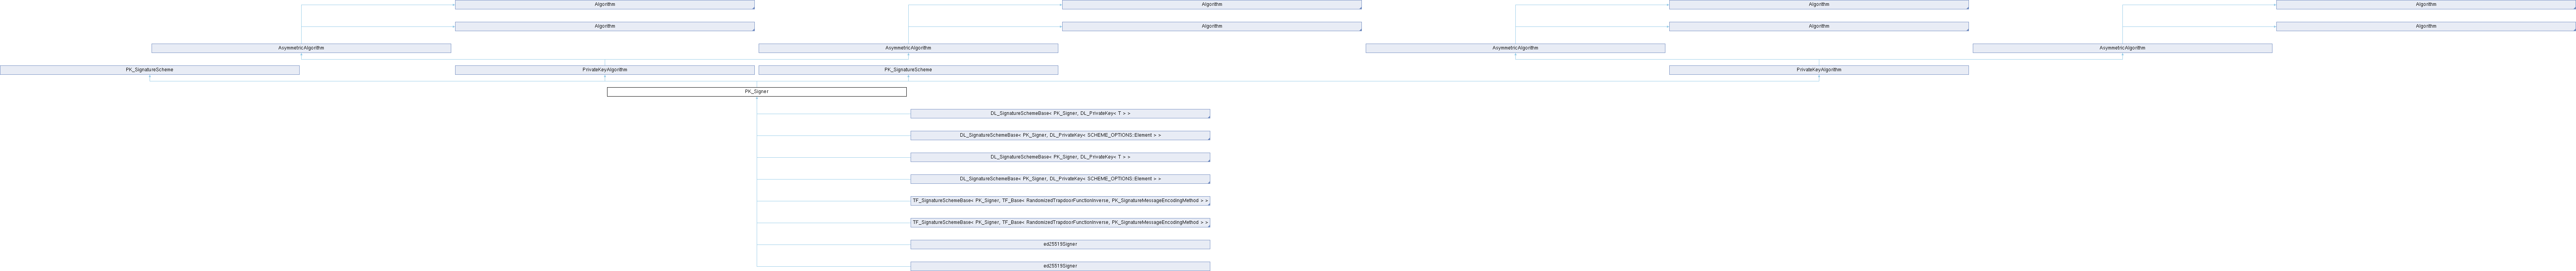 Algorithm Algorithm Algorithm Algorithm
Algorithm Algorithm Algorithm Algorithm
AsymmetricAlgorithm AsymmetricAlgorithm AsymmetricAlgorithm AsymmetricAlgorithm
PK_SignatureScheme PrivateKeyAlgorithm PK_SignatureScheme PrivateKeyAlgorithm
PK_Signer
DL_SignatureSchemeBase< PK_Signer, DL_PrivateKey< T > >
DL_SignatureSchemeBase< PK_Signer, DL_PrivateKey< SCHEME_OPTIONS::Element > >
DL_SignatureSchemeBase< PK_Signer, DL_PrivateKey< T > >
DL_SignatureSchemeBase< PK_Signer, DL_PrivateKey< SCHEME_OPTIONS::Element > >
TF_SignatureSchemeBase< PK_Signer, TF_Base< RandomizedTrapdoorFunctionInverse, PK_SignatureMessageEncodingMethod > >
TF_SignatureSchemeBase< PK_Signer, TF_Base< RandomizedTrapdoorFunctionInverse, PK_SignatureMessageEncodingMethod > >
ed25519Signer
ed25519Signer